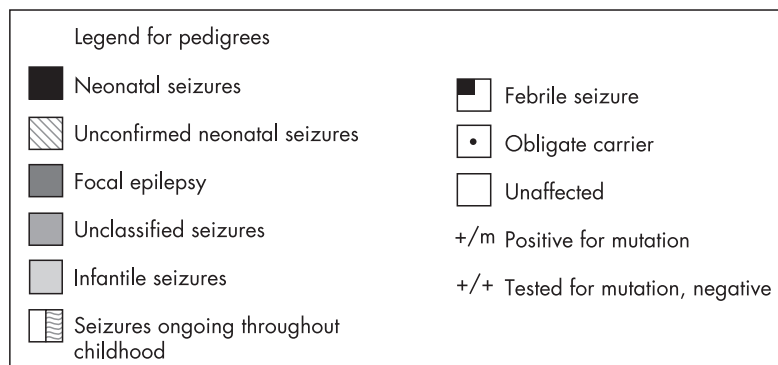 Legend for pedigrees
Neonatal seizures
Unconfirmed neonatal seizures
Focal epilepsy
Unclassified seizures
Infantile seizures
Seizures ongoing throughout
childhood
Febrile seizure
Obligate carrier
Unaffected
+/m Positive for mutation
+/+ Tested for mutation, negative